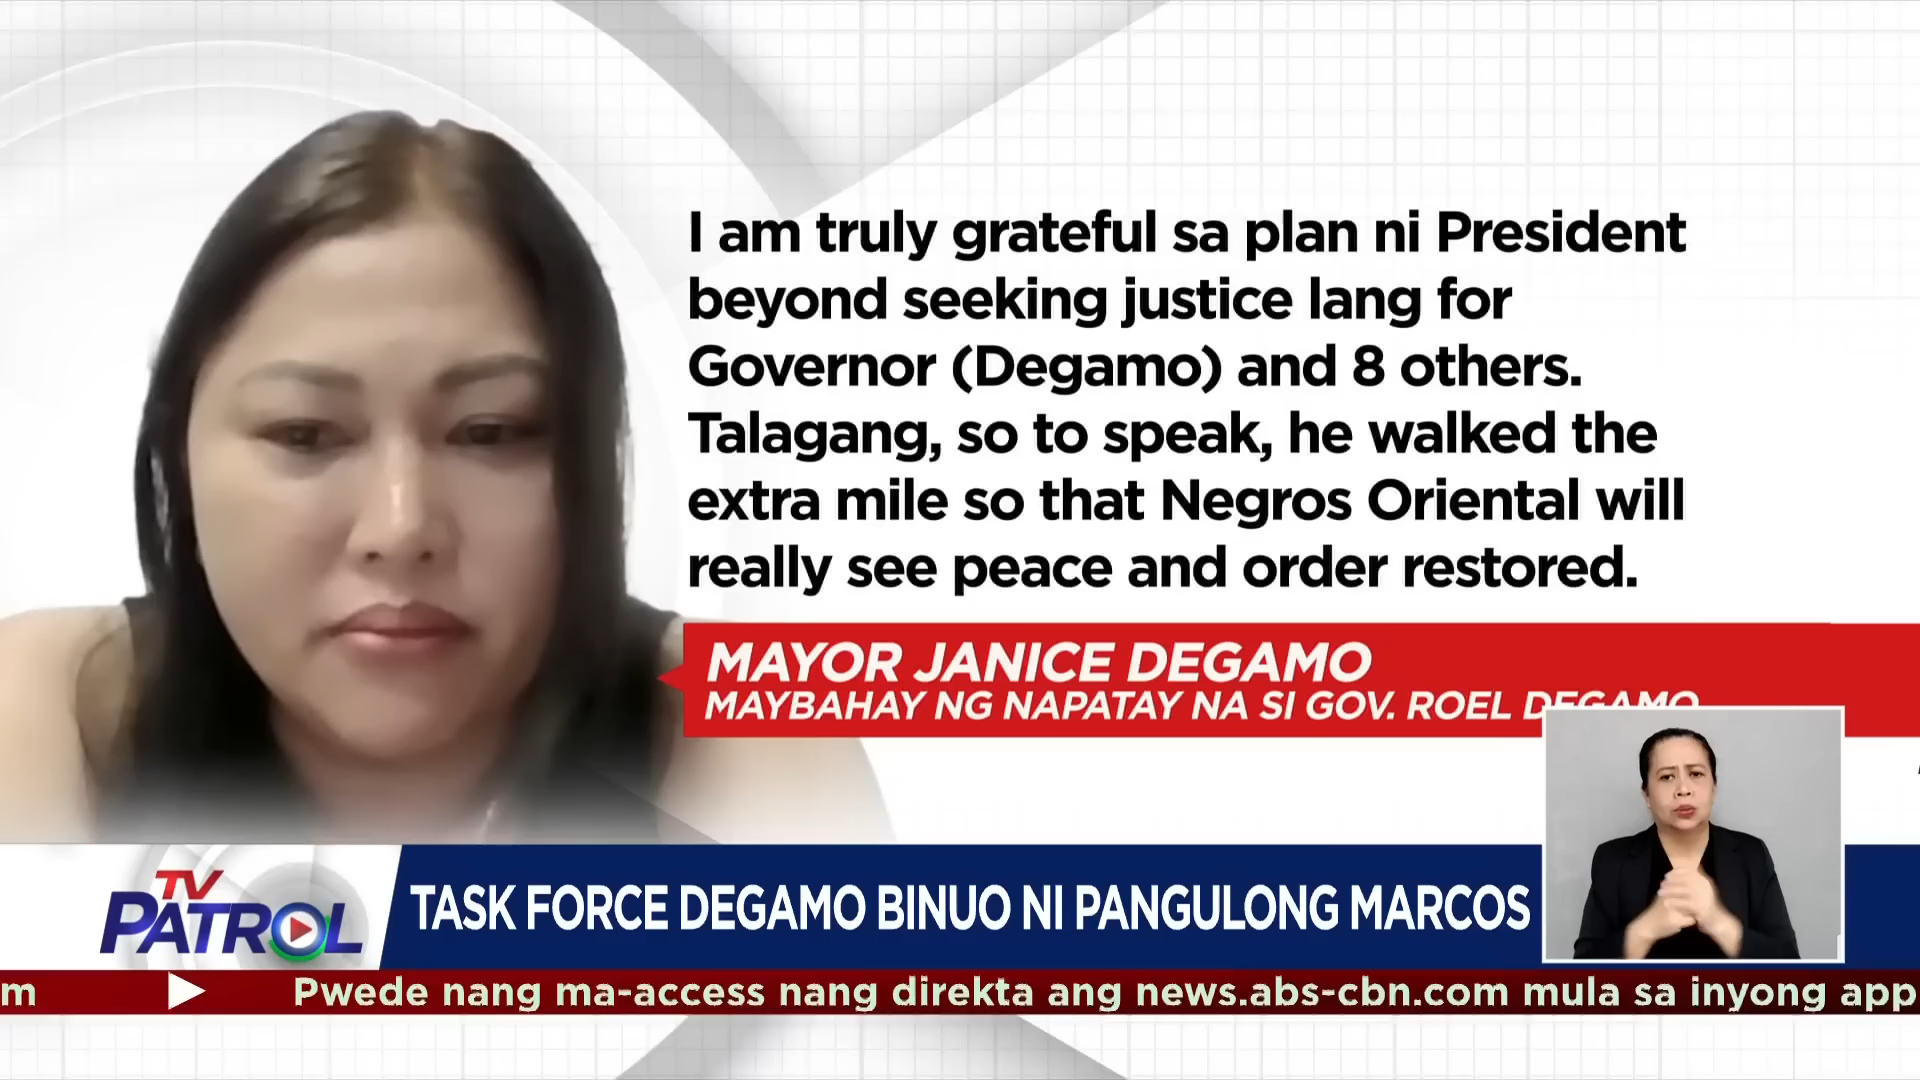 I am truly grateful sa plan ni President
beyond seeking justice lang for
Governor (Degamo) and 8 others.
Talagang, so to speak, he walked the
extra mile so that Negros Oriental will
really see peace and order restored.
MAYOR JANICE DEGAMO
MAYBAHAY NG NAPATAY NA SI GOV. ROEL DEGAMO
TV
PATROL
TASK FORCE DEGAMO BINUO NI PANGULONG MARCOS
m
Pwede nang ma-access nang direkta ang news.abs-cbn.com mula sa inyong app